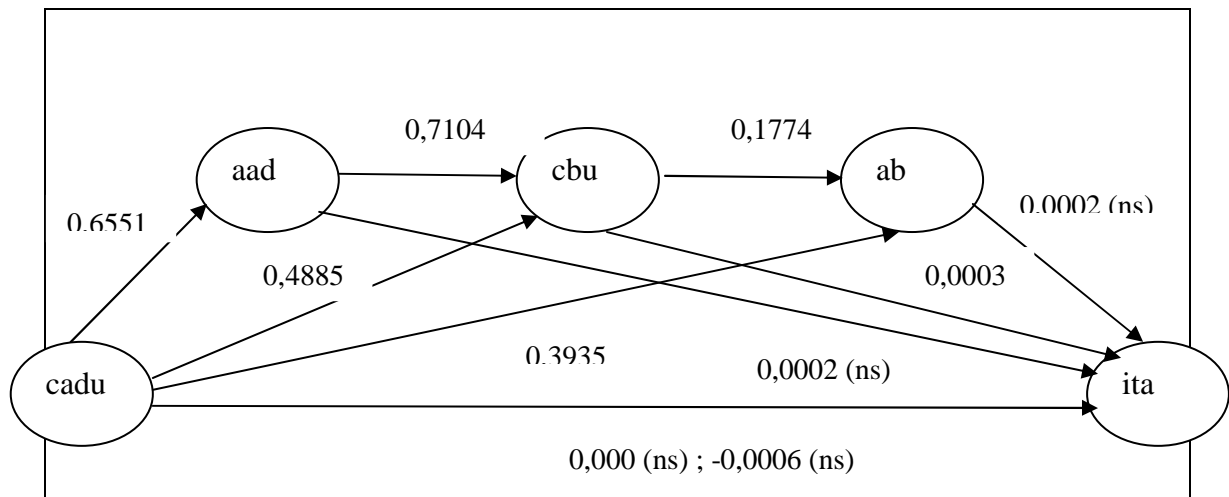 0,7104
0,1774
aad
cbu
ab
0,6551
0,0002 (ns)
0,4885
0,0003
0,3935
0,0002 (ns)
cadu
ita
0,000 (ns) ; -0,0006 (ns)